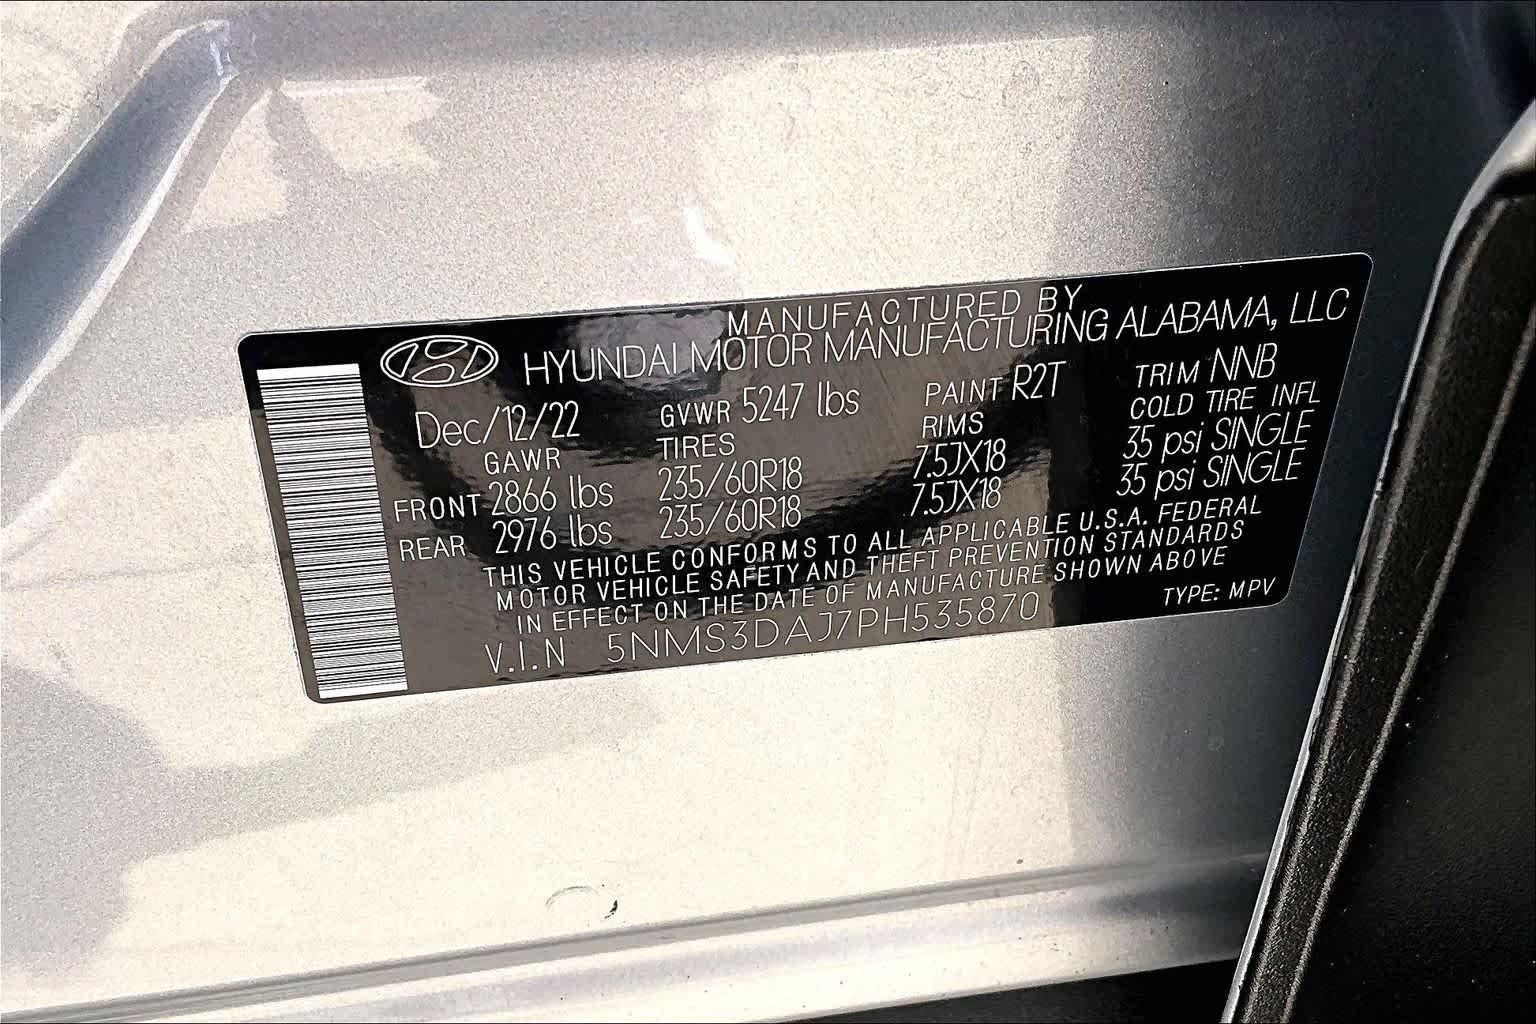 MANUFACTURED BY
HYUNDAI MOTOR MANUFACTURING ALABAMA, LLC
Dec/12/22 GVWR 5247 lbs PAINT R2T TRIM NNB
GAWR TIRES RIMS COLD TIRE INFL
FRONT 2866 lbs 235/60R18 7.5JX18 35 psi SINGLE
REAR 2976 lbs 235/60R18 7.5JX18 35 psi SINGLE
THIS VEHICLE CONFORMS TO ALL APPLICABLE U.S.A. FEDERAL
MOTOR VEHICLE SAFETY AND THEFT PREVENTION STANDARDS
IN EFFECT ON THE DATE OF MANUFACTURE SHOWN ABOVE
V.I.N 5NMS3DAJ7PH535870 TYPE: MPV